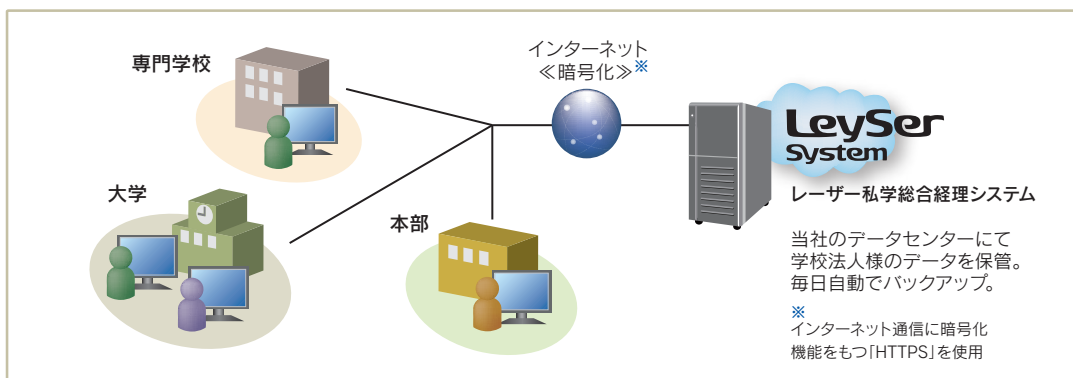 専門学校
インターネット
≪暗号化≫※
大学
本部
LeySer
System
レーザー私学総合経理システム
当社のデータセンターにて
学校法人様のデータを保管。
毎日自動でバックアップ。
※
インターネット通信に暗号化
機能をもつ「HTTPS」を使用